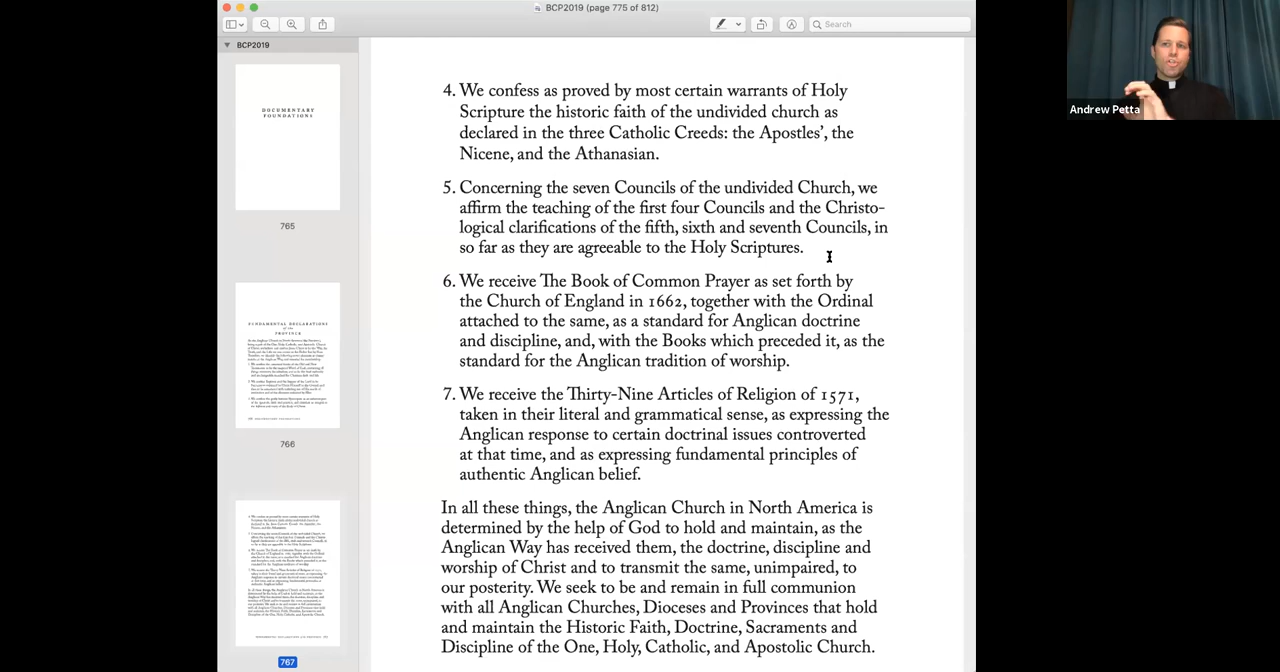 BCP2019 (page 775 of 812)
Search
BCP2019
DOCUMENTARY
FOUNDATIONS
765
FUNDAMENTAL DECLARATIONS
of the
PROVINCE
766
767
4. We confess as proved by most certain warrants of Holy
Scripture the historic faith of the undivided church as
declared in the three Catholic Creeds: the Apostles’, the
Nicene, and the Athanasian.
5. Concerning the seven Councils of the undivided Church, we
affirm the teaching of the first four Councils and the Christo-
logical clarifications of the fifth, sixth and seventh Councils, in
so far as they are agreeable to the Holy Scriptures.
6. We receive The Book of Common Prayer as set forth by
the Church of England in 1662, together with the Ordinal
attached to the same, as a standard for Anglican doctrine
and discipline, and, with the Books which preceded it, as the
standard for the Anglican tradition of worship.
7. We receive the Thirty-Nine Articles of Religion of 1571,
taken in their literal and grammatical sense, as expressing the
Anglican response to certain doctrinal issues controverted
at that time, and as expressing fundamental principles of
authentic Anglican belief.
In all these things, the Anglican Church in North America is
determined by the help of God to hold and maintain, as the
Anglican Way has received them, the doctrine, discipline and
worship of Christ and to transmit the same, unimpaired, to
our posterity. We seek to be and remain in full communion
with all Anglican Churches, Dioceses and Provinces that hold
and maintain the Historic Faith, Doctrine, Sacraments and
Discipline of the One, Holy, Catholic, and Apostolic Church.
Andrew Petta